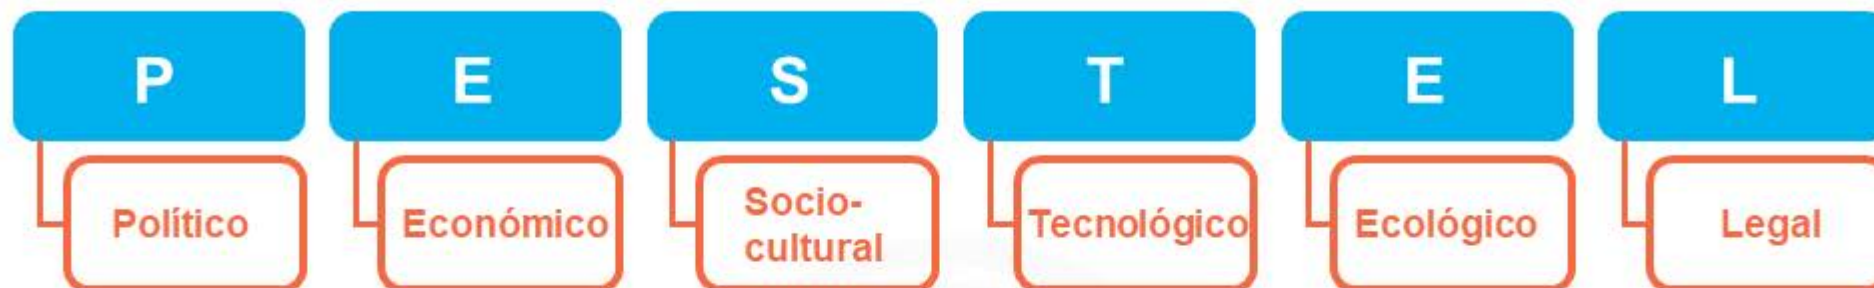 P
Político
E
Económico
S
Socio-
cultural
T
Tecnológico
E
Ecológico
L
Legal